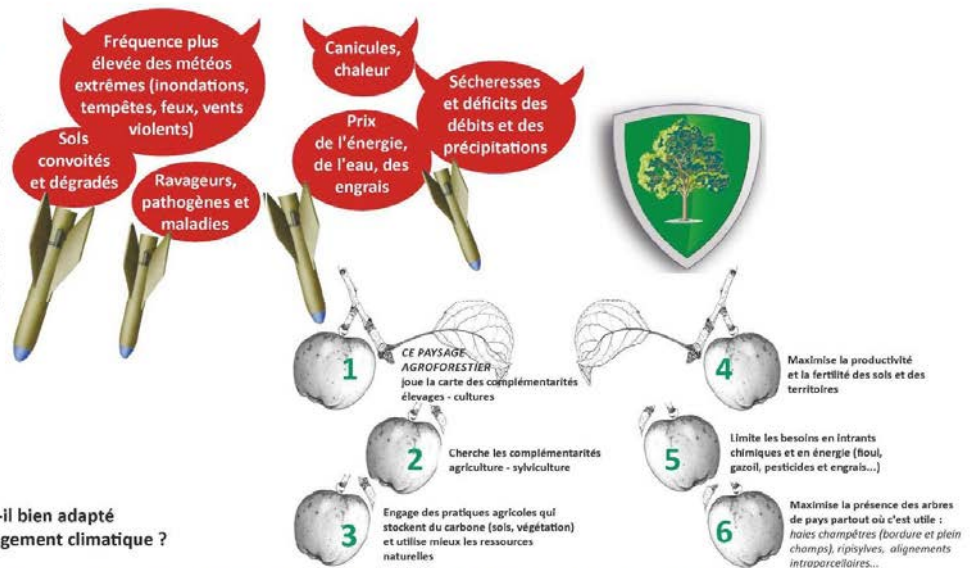 Fréquence plus
élevée des météos
extrêmes (inondations,
tempêtes, feux, vents
violents)
Canicules,
chaleur
Sécheresses
et déficits des
débits et des
précipitations
Sols
convoités
et dégradés
Ravageurs,
pathogènes et
maladies
Prix
de l'énergie,
de l'eau, des
engrais
1
CE PAYSAGE
AGROFORESTIER
joue la carte des complémentarités
élevages - cultures
2
Cherche les complémentarités
agriculture - sylviculture
3
Engage des pratiques agricoles qui
stockent du carbone (sols, végétation)
et utilise mieux les ressources
naturelles
4
Maximise la productivité
et la fertilité des sols et des
territoires
5
Limite les besoins en intrants
chimiques et en énergie (fioul,
gazoil, pesticides et engrais...)
6
Maximise la présence des arbres
de pays partout où c'est utile :
haies champêtres (bordure et plein
champs), ripisylves, alignements
intraparcellaires...
-il bien adapté
gement climatique ?